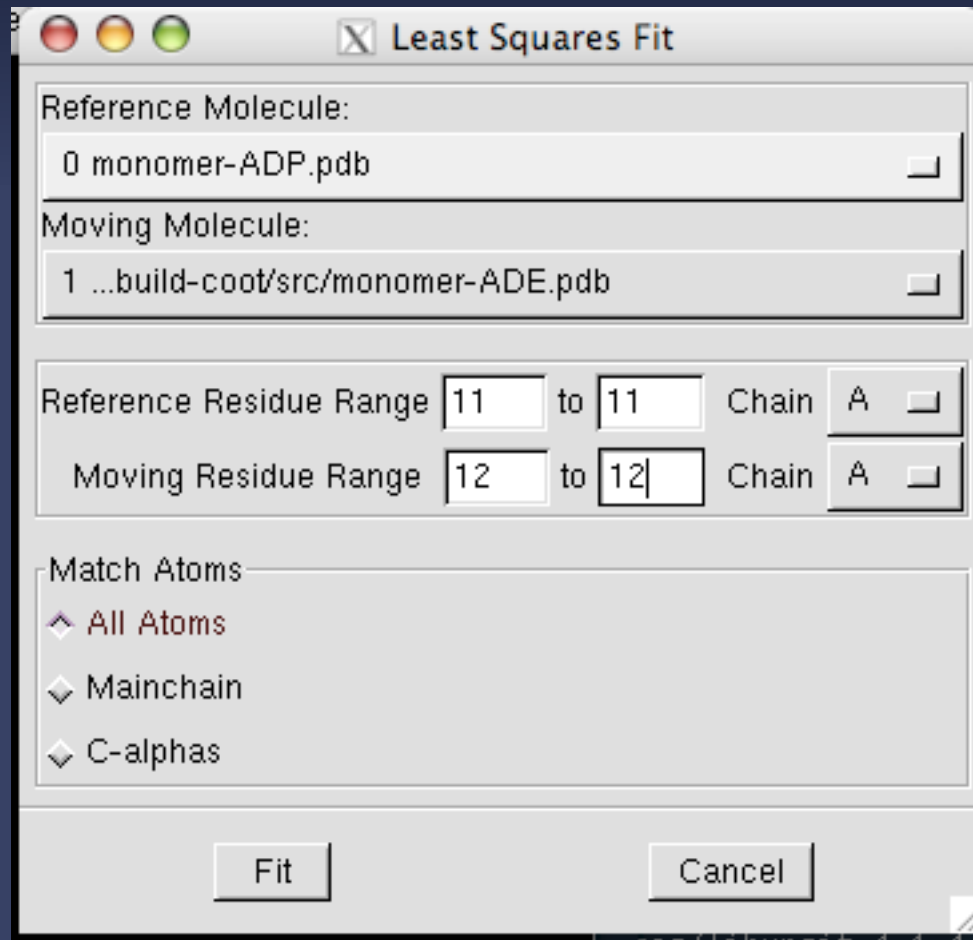 Least Squares Fit
Reference Molecule:
0 monomer-ADP.pdb
Moving Molecule:
1 ...build-coot/src/monomer-ADE.pdb
Reference Residue Range 11 to 11 Chain A
Moving Residue Range 12 to 12 Chain A
Match Atoms
All Atoms
Mainchain
C-alphas
Fit Cancel